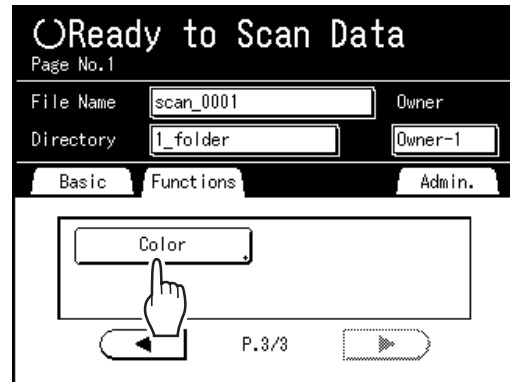 Ready to Scan Data
Page No.1
File Name scan_0001 Owner
Directory 1_folder Owner-1
Basic Functions Admin.
Color
P.3/3